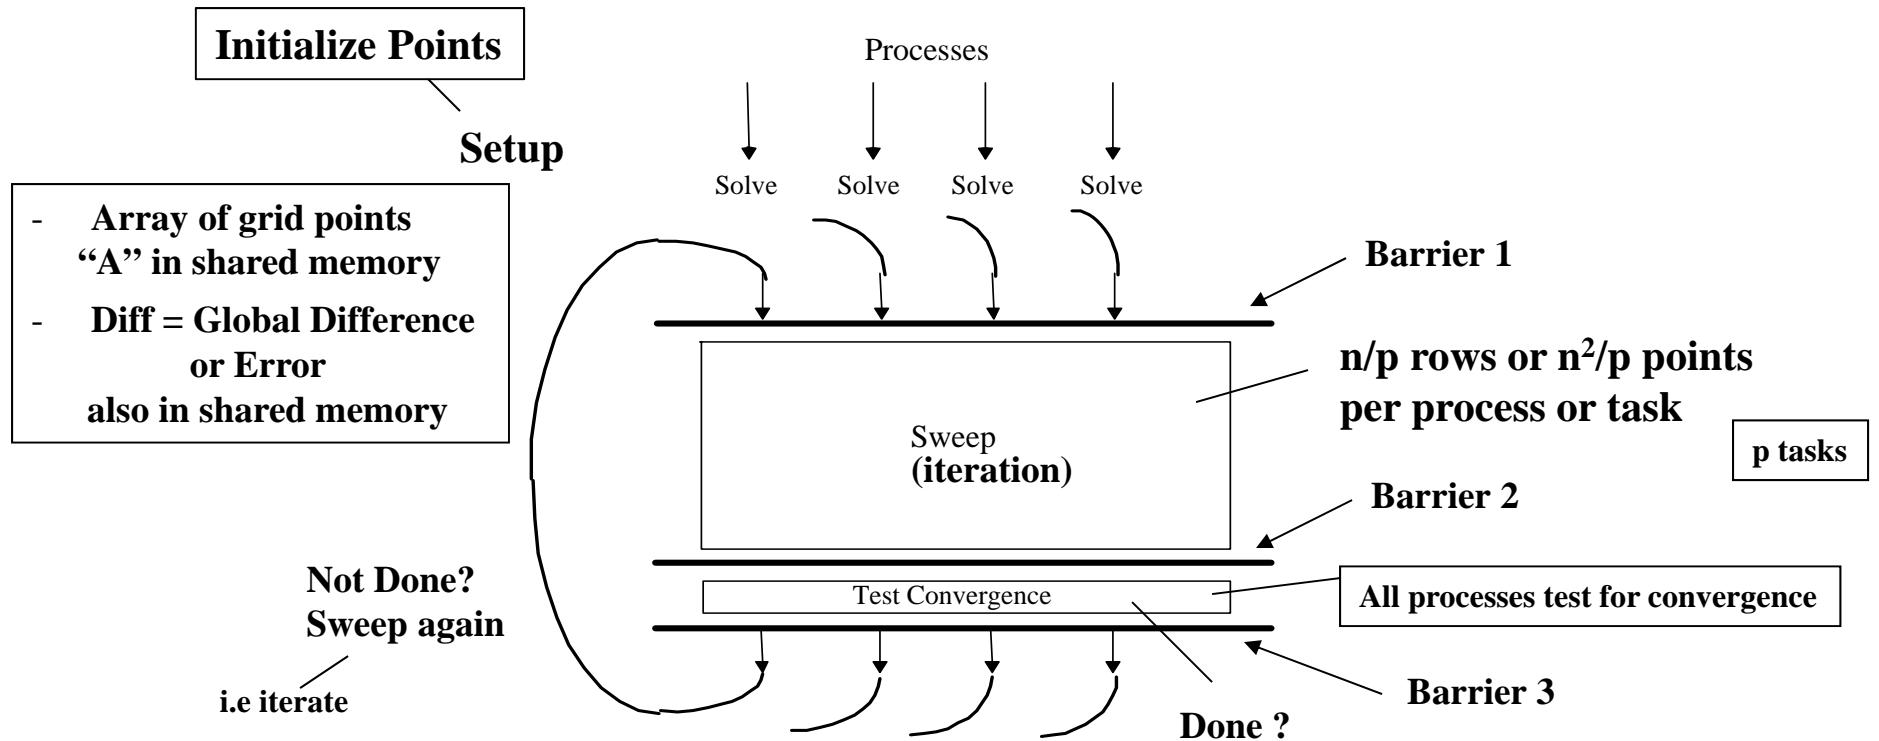 Initialize Points
Setup
- Array of grid points
“A” in shared memory
- Diff = Global Difference
or Error
also in shared memory
Processes
Solve Solve Solve Solve
Barrier 1
n/p rows or n²/p points
per process or task
p tasks
Sweep
(iteration)
Barrier 2
Not Done?
Sweep again
i.e iterate
Test Convergence
All processes test for convergence
Barrier 3
Done ?